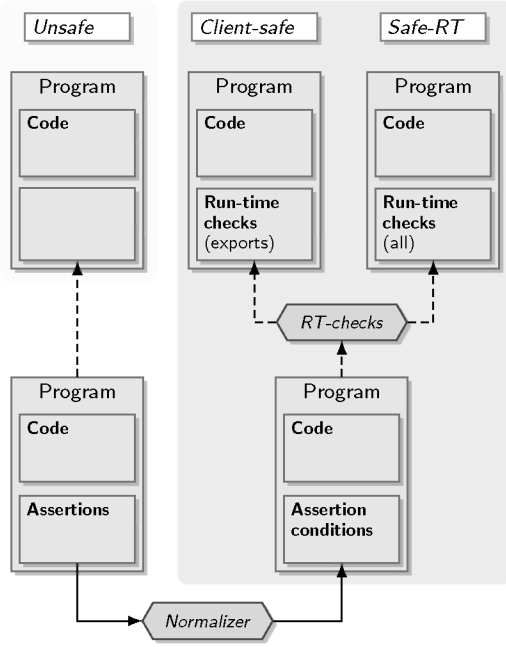 Unsafe
Client-safe
Safe-RT
Program
Code
Program
Code
Run-time
checks
(exports)
Program
Code
Run-time
checks
(all)
RT-checks
Program
Code
Assertions
Program
Code
Assertion
conditions
Normalizer